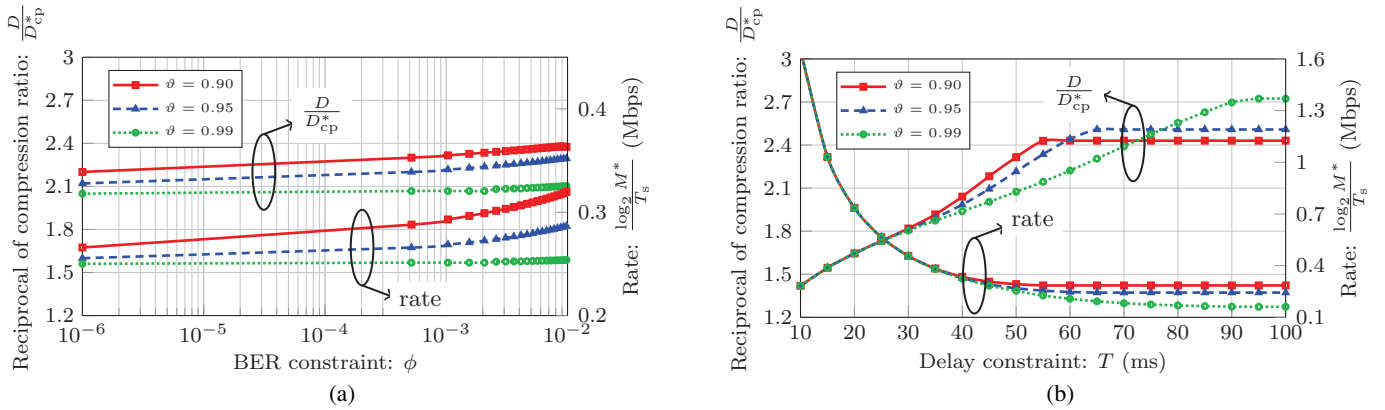 Reciprocal of compression ratio: D/D*cp
3
2.7
2.4
2.1
1.8
1.5
1.2
ϑ = 0.90
ϑ = 0.95
ϑ = 0.99
D/D*cp
rate
0.4
0.3
0.2
Rate: log₂ M*/Ts (Mbps)
10⁻⁶ 10⁻⁵ 10⁻⁴ 10⁻³ 10⁻²
BER constraint: ϕ
(a)
Reciprocal of compression ratio: D/D*cp
3
2.7
2.4
2.1
1.8
1.5
1.2
ϑ = 0.90
ϑ = 0.95
ϑ = 0.99
D/D*cp
rate
1.6
1.3
1
0.7
0.4
0.1
Rate: log₂ M*/Ts (Mbps)
10 20 30 40 50 60 70 80 90 100
Delay constraint: T (ms)
(b)